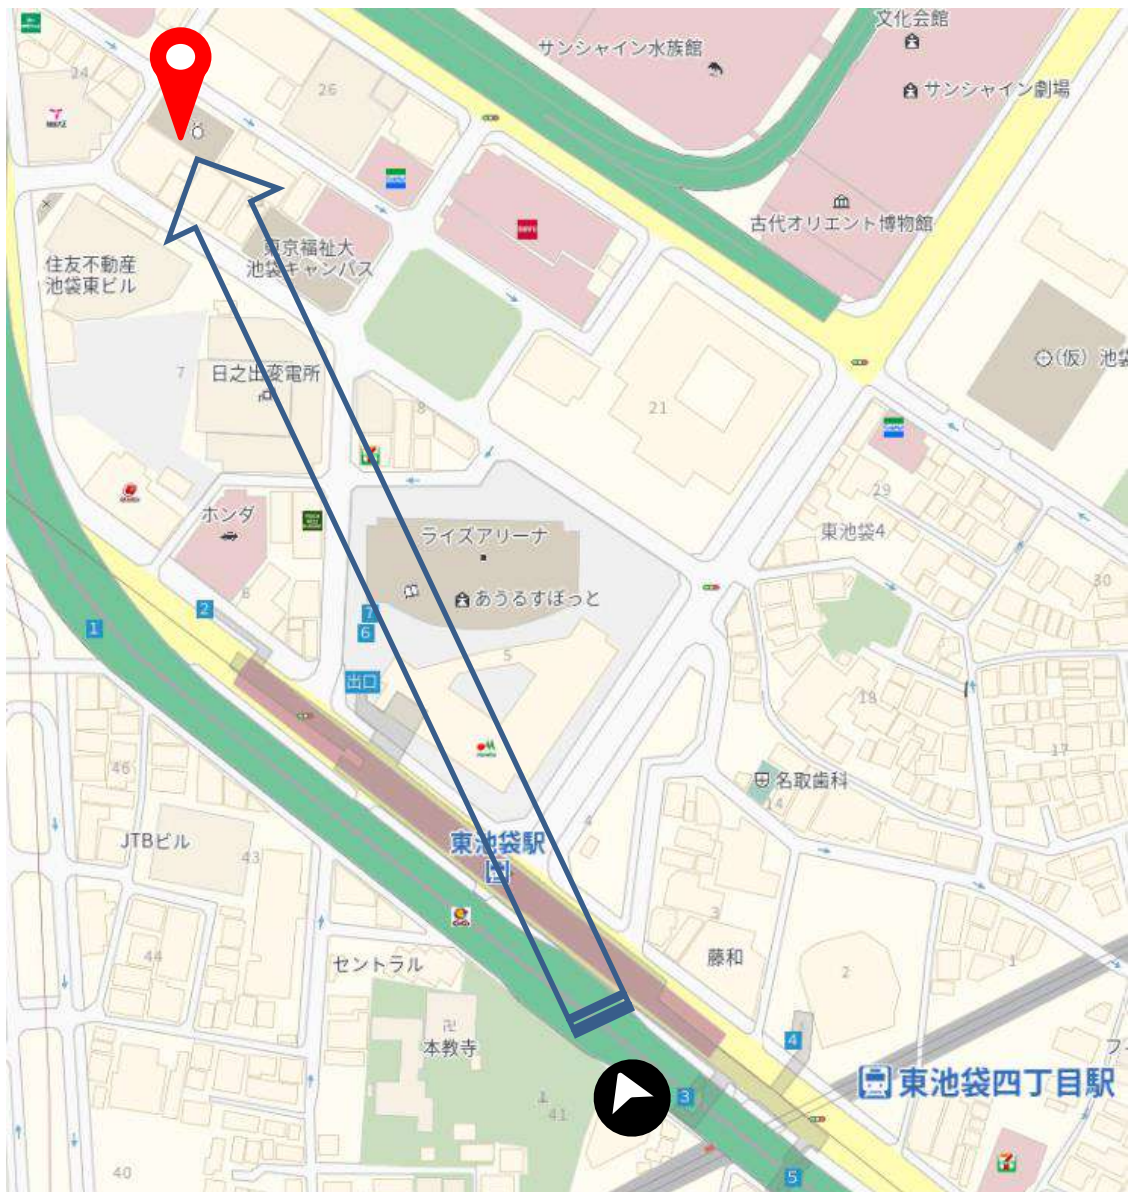 文化会館
サンシャイン水族館
サンシャイン劇場
24
26
古代オリエント博物館
東京福祉大
池袋キャンパス
住友不動産
池袋東ビル
(仮) 池袋
7
日之出変電所
8
21
29
ホンダ
東池袋4
ライズアリーナ
30
あうるすぽっと
8
2
1
7
6
5
出口
18
17
46
名取歯科
14
4
JTBビル
43
東池袋駅
3
藤和
2
1
44
セントラル
卍
本教寺
4
フ
東池袋四丁目駅
3
1
41
40
5